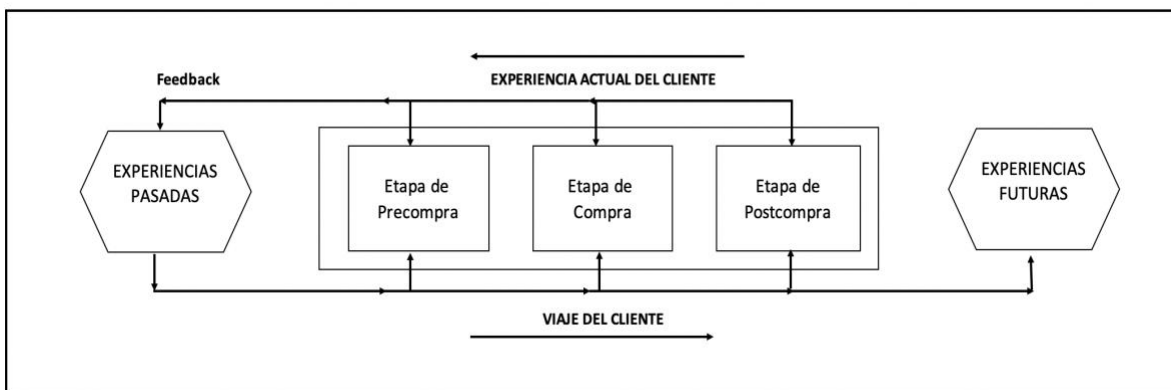 Feedback
EXPERIENCIA ACTUAL DEL CLIENTE
EXPERIENCIAS
PASADAS
Etapa de
Precompra
Etapa de
Compra
Etapa de
Postcompra
EXPERIENCIAS
FUTURAS
VIAJE DEL CLIENTE